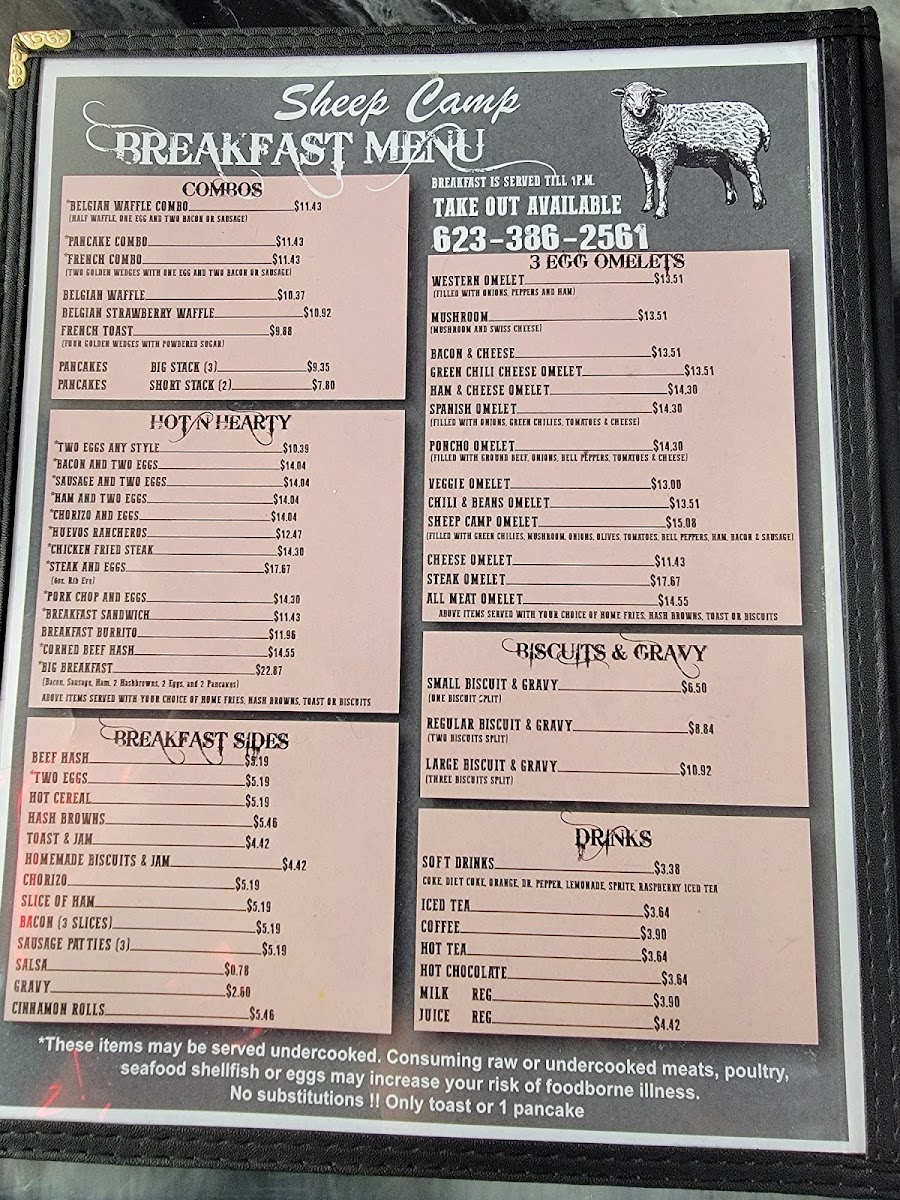 Sheep Camp
BREAKFAST MENU
COMBOS
*BELGIAN WAFFLE COMBO $11.43
(HALF WAFFLE, ONE EGG AND TWO BACON OR SAUSAGE)
*PANCAKE COMBO $11.43
*FRENCH COMBO $11.43
(TWO GOLDEN WEDGES WITH ONE EGG AND TWO BACON OR SAUSAGE)
BELGIAN WAFFLE $10.37
BELGIAN STRAWBERRY WAFFLE $10.92
FRENCH TOAST $9.88
(FOUR GOLDEN WEDGES WITH POWDERED SUGAR)
PANCAKES BIG STACK (3) $9.35
PANCAKES SHORT STACK (2) $7.80
HOT N HEARTY
*TWO EGGS ANY STYLE $10.39
*BACON AND TWO EGGS $14.04
*SAUSAGE AND TWO EGGS $14.04
*HAM AND TWO EGGS $14.04
*CHORIZO AND EGGS $14.04
*HUEVOS RANCHEROS $12.47
*CHICKEN FRIED STEAK $14.30
*STEAK AND EGGS $17.67
(6oz. Rib Eye)
*PORK CHOP AND EGGS $14.30
*BREAKFAST SANDWICH $11.43
BREAKFAST BURRITO $11.96
*CORNED BEEF HASH $14.55
*BIG BREAKFAST $22.87
(Bacon, Sausage, Ham, 2 Hashbrowns, 2 Eggs, and 2 Pancakes)
ABOVE ITEMS SERVED WITH YOUR CHOICE OF HOME FRIES, HASH BROWNS, TOAST OR BISCUITS
BREAKFAST SIDES
BEEF HASH $5.19
*TWO EGGS $5.19
HOT CEREAL $5.19
HASH BROWNS $5.46
TOAST & JAM $4.42
HOMEMADE BISCUITS & JAM $4.42
CHORIZO $5.19
SLICE OF HAM $5.19
BACON (3 SLICES) $5.19
SAUSAGE PATTIES (3) $5.19
SALSA $0.78
GRAVY $2.60
CINNAMON ROLLS $5.46
BREAKFAST IS SERVED TILL 1P.M.
TAKE OUT AVAILABLE
623-386-2561
3 EGG OMELETS
WESTERN OMELET $13.51
(FILLED WITH ONIONS, PEPPERS AND HAM)
MUSHROOM $13.51
(MUSHROOM AND SWISS CHEESE)
BACON & CHEESE $13.51
GREEN CHILI CHEESE OMELET $13.51
HAM & CHEESE OMELET $14.30
SPANISH OMELET $14.30
(FILLED WITH ONIONS, GREEN CHILIES, TOMATOES & CHEESE)
PONCHO OMELET $14.30
(FILLED WITH GROUND BEEF, ONIONS, BELL PEPPERS, TOMATOES & CHEESE)
VEGGIE OMELET $13.00
CHILI & BEANS OMELET $13.51
SHEEP CAMP OMELET $15.08
(FILLED WITH GREEN CHILIES, MUSHROOM, ONIONS, OLIVES, TOMATOES, BELL PEPPERS, HAM, BACON & SAUSAGE)
CHEESE OMELET $11.43
STEAK OMELET $17.67
ALL MEAT OMELET $14.55
ABOVE ITEMS SERVED WITH YOUR CHOICE OF HOME FRIES, HASH BROWNS, TOAST OR BISCUITS
BISCUITS & GRAVY
SMALL BISCUIT & GRAVY $6.50
(ONE BISCUIT SPLIT)
REGULAR BISCUIT & GRAVY $8.84
(TWO BISCUITS SPLIT)
LARGE BISCUIT & GRAVY $10.92
(THREE BISCUITS SPLIT)
DRINKS
SOFT DRINKS $3.38
COKE, DIET COKE, ORANGE, DR. PEPPER, LEMONADE, SPRITE, RASPBERRY ICED TEA
ICED TEA $3.64
COFFEE $3.90
HOT TEA $3.64
HOT CHOCOLATE $3.64
MILK REG $3.90
JUICE REG $4.42
*These items may be served undercooked. Consuming raw or undercooked meats, poultry,
seafood shellfish or eggs may increase your risk of foodborne illness.
No substitutions !! Only toast or 1 pancake